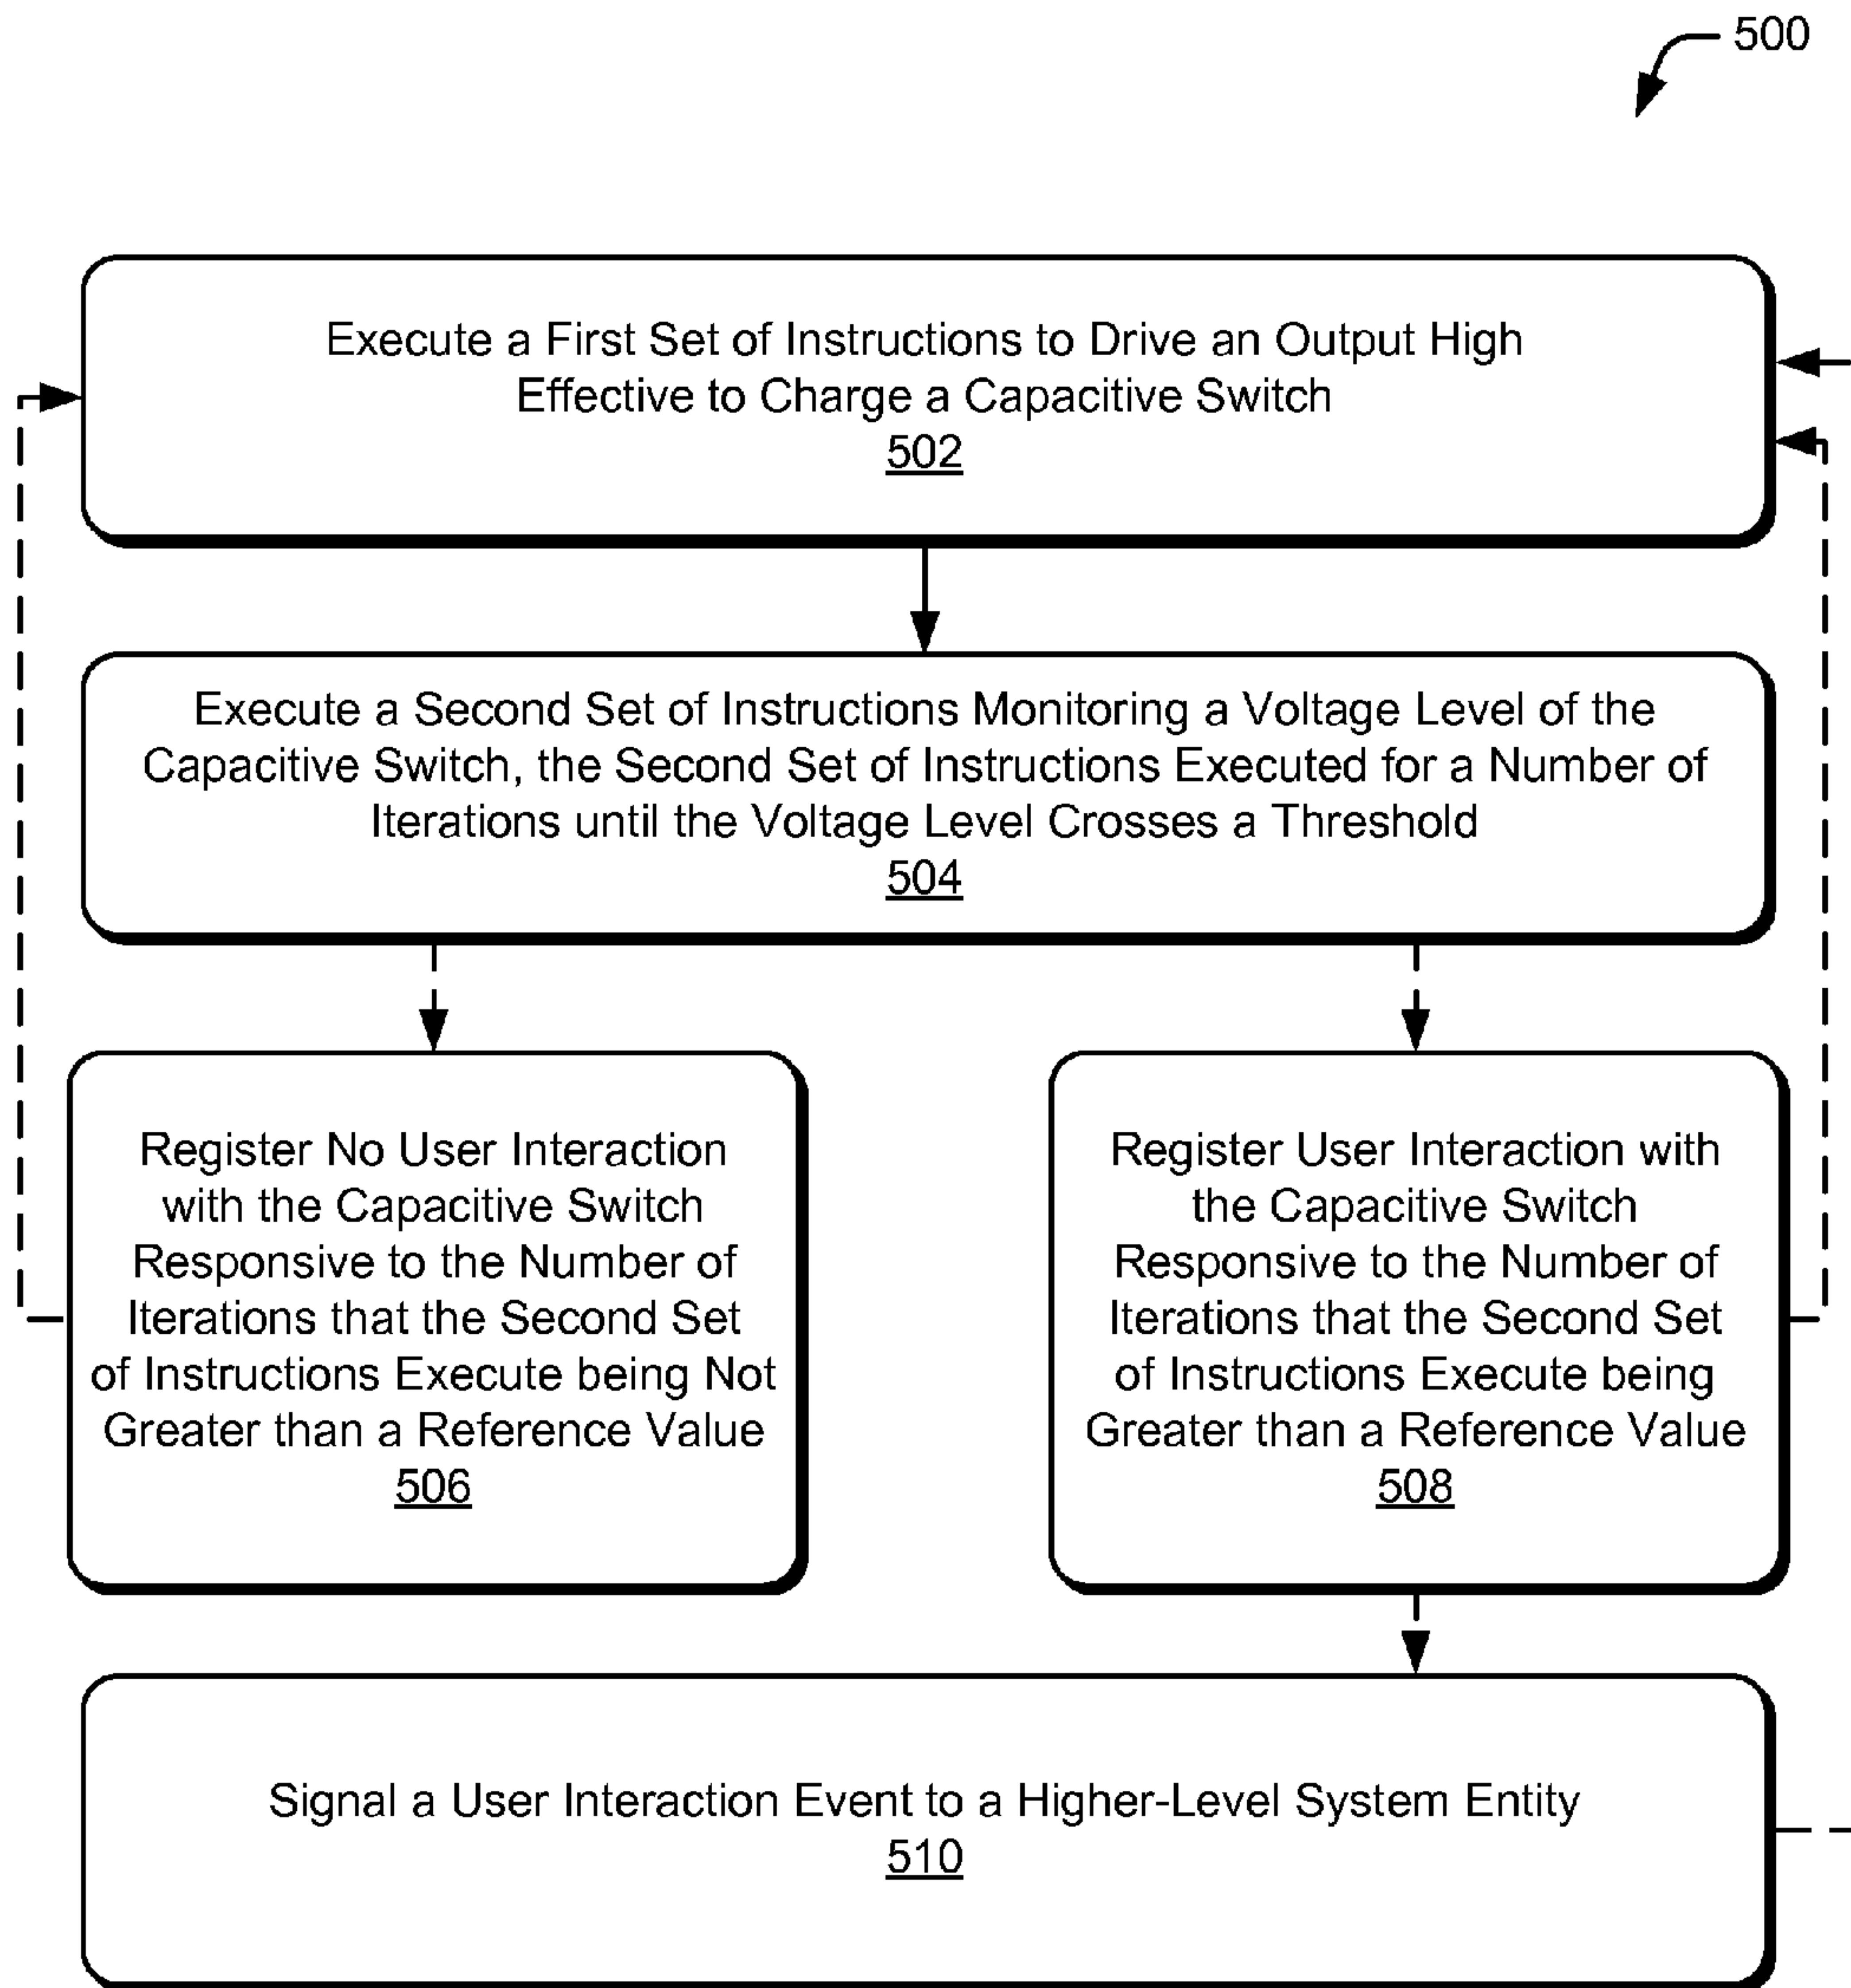 500
Execute a First Set of Instructions to Drive an Output High
Effective to Charge a Capacitive Switch
502
Execute a Second Set of Instructions Monitoring a Voltage Level of the
Capacitive Switch, the Second Set of Instructions Executed for a Number of
Iterations until the Voltage Level Crosses a Threshold
504
Register No User Interaction
with the Capacitive Switch
Responsive to the Number of
Iterations that the Second Set
of Instructions Execute being Not
Greater than a Reference Value
506
Register User Interaction with
the Capacitive Switch
Responsive to the Number of
Iterations that the Second Set
of Instructions Execute being
Greater than a Reference Value
508
Signal a User Interaction Event to a Higher-Level System Entity
510